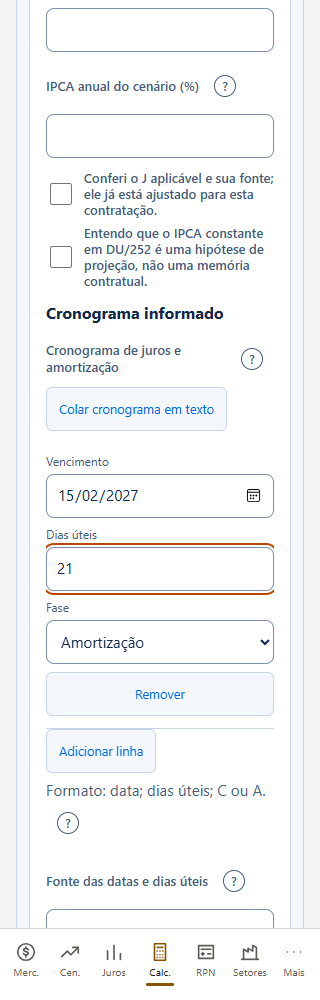 IPCA anual do cenário (%) ?
Conferi o J aplicável e sua fonte;
ele já está ajustado para esta
contratação.
Entendo que o IPCA constante
em DU/252 é uma hipótese de
projeção, não uma memória
contratual.
Cronograma informado
Cronograma de juros e
amortização ?
Colar cronograma em texto
Vencimento
15/02/2027
Dias úteis
21
Fase
Amortização
Remover
Adicionar linha
Formato: data; dias úteis; C ou A.
?
Fonte das datas e dias úteis ?
Merc. Cen. Juros Calc. RPN Setores Mais